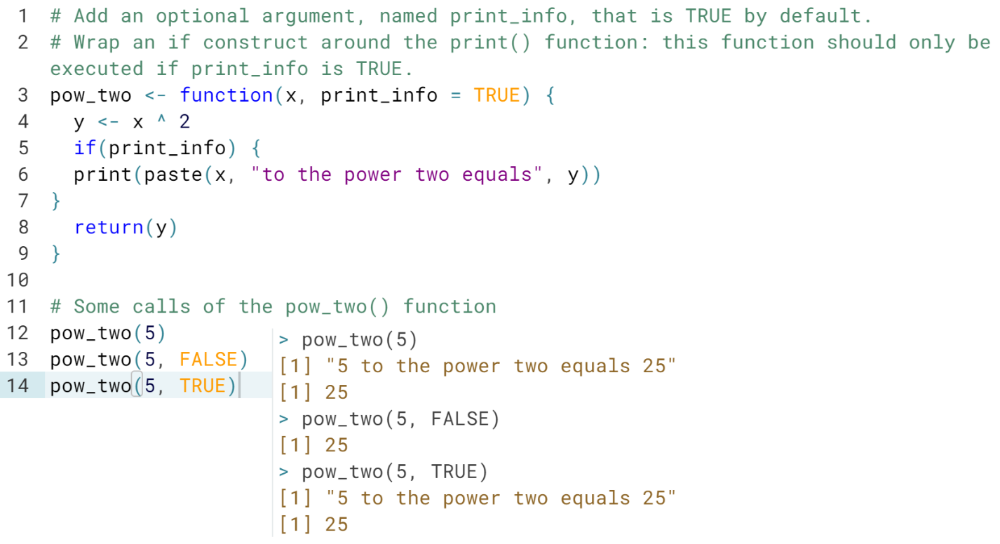 1 # Add an optional argument, named print_info, that is TRUE by default.
2 # Wrap an if construct around the print() function: this function should only be
executed if print_info is TRUE.
3 pow_two <- function(x, print_info = TRUE) {
4   y <- x ^ 2
5   if(print_info) {
6   print(paste(x, "to the power two equals", y))
7 }
8   return(y)
9 }
10
11 # Some calls of the pow_two() function
12 pow_two(5)
13 pow_two(5, FALSE)
14 pow_two(5, TRUE)
> pow_two(5)
[1] "5 to the power two equals 25"
[1] 25
> pow_two(5, FALSE)
[1] 25
> pow_two(5, TRUE)
[1] "5 to the power two equals 25"
[1] 25